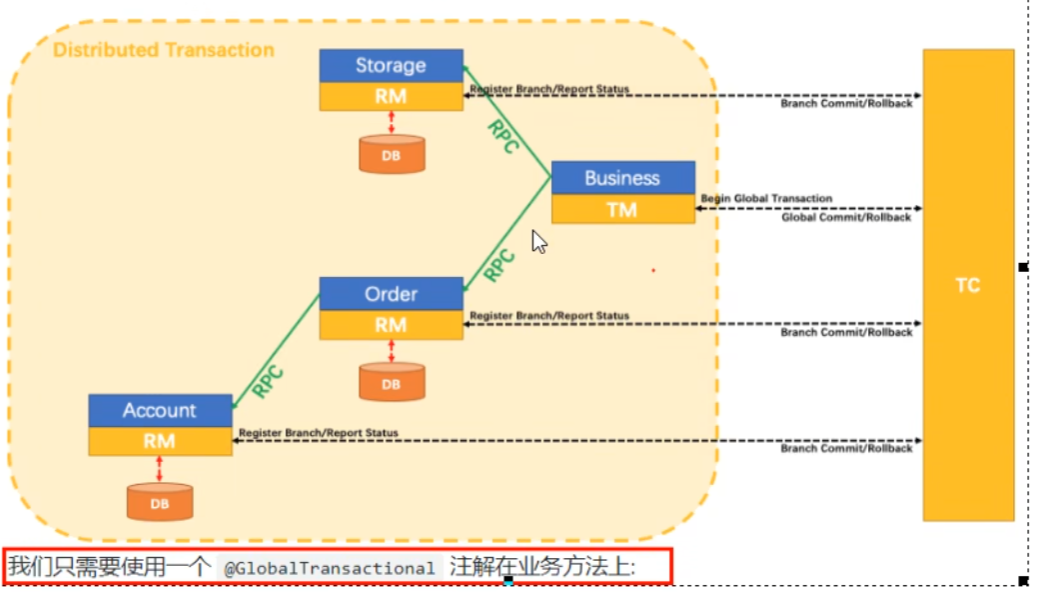 Distributed Transaction
Storage
RM
DB
Register Branch/Report Status
Branch Commit/Rollback
RPC
Business
TM
Begin Global Transaction
Global Commit/Rollback
RPC
TC
Order
RM
DB
Register Branch/Report Status
Branch Commit/Rollback
RPC
Account
RM
DB
Register Branch/Report Status
Branch Commit/Rollback
我们只需要使用一个 @GlobalTransactional 注解在业务方法上: